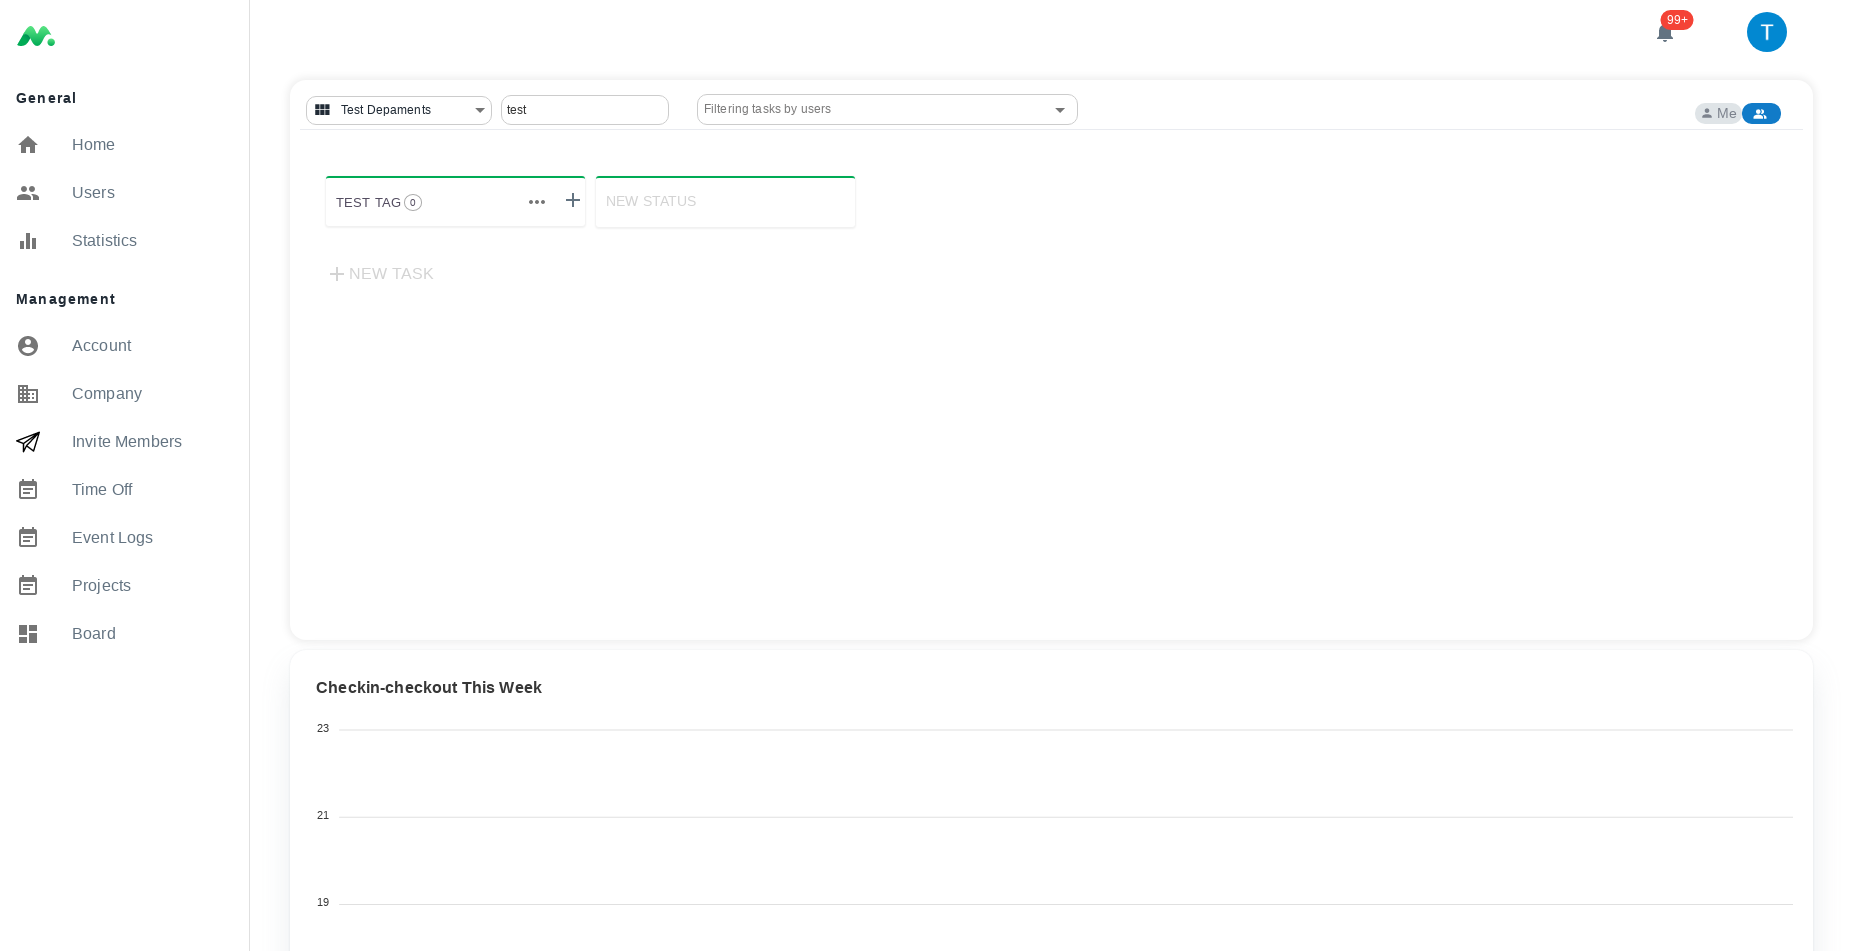 99+
T
General
Home
Users
Statistics
Management
Account
Company
Invite Members
Time Off
Event Logs
Projects
Board
Test Depaments
test
Filtering tasks by users
Me
TEST TAG 0
NEW STATUS
NEW TASK
Checkin-checkout This Week
23
21
19